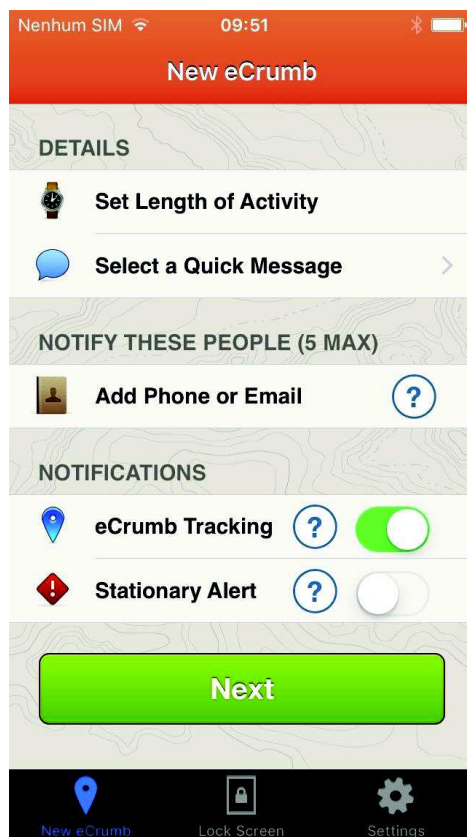 Nenhum SIM 09:51
New eCrumb
DETAILS
Set Length of Activity
Select a Quick Message
NOTIFY THESE PEOPLE (5 MAX)
Add Phone or Email ?
NOTIFICATIONS
eCrumb Tracking ?
Stationary Alert ?
Next
New eCrumb Lock Screen Settings